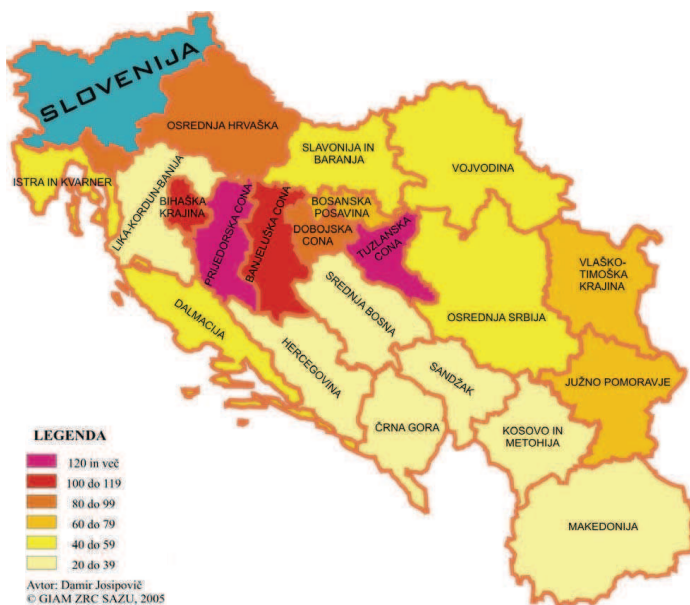 SLOVENIJA
OSREDNJA HRVAŠKA
SLAVONIJA IN
BARANJA
VOJVODINA
ISTRA IN KVARNER
LIKA-KORDUN-BANIJA
BIHAŠKA
KRAJINA
PRIJEDORSKA CONA
BANJELUŠKA CONA
BOSANSKA
POSAVINA
DOBOJSKA
CONA
TUZLANSKA
CONA
VLAŠKO-
TIMOŠKA
KRAJINA
DALMACIJA
SREDNJA BOSNA
OSREDNJA SRBIJA
HERCEGOVINA
SANDŽAK
JUŽNO POMORAVJE
ČRNA GORA
KOSOVO IN
METOHIJA
MAKEDONIJA
LEGENDA
120 in več
100 do 119
80 do 99
60 do 79
40 do 59
20 do 39
Avtor: Damir Josipovič
© GIAM ZRC SAZU, 2005